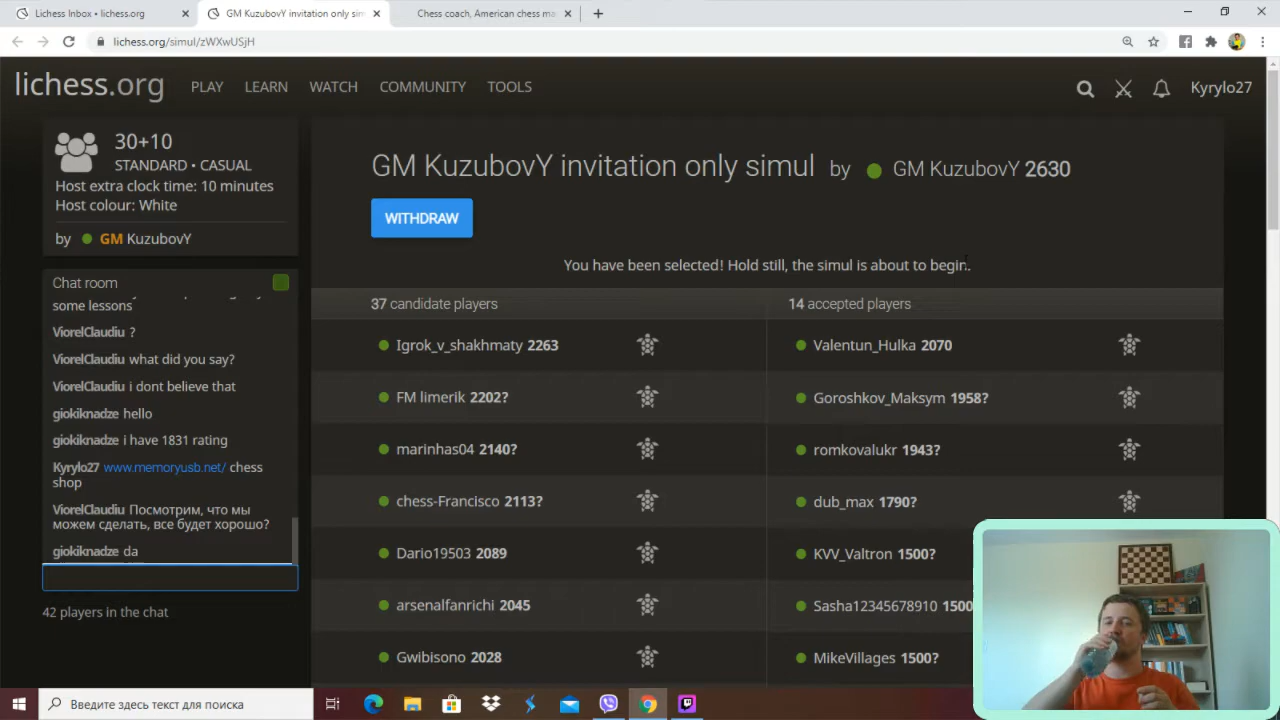 Lichess Inbox • lichess.org
GM KuzubovY invitation only sim
Chess coach, American chess ma
lichess.org/simul/zWXwUSjH
lichess.org
PLAY
LEARN
WATCH
COMMUNITY
TOOLS
Kyrylo27
30+10
STANDARD • CASUAL
Host extra clock time: 10 minutes
Host colour: White
by GM KuzubovY
Chat room
some lessons
ViorelClaudiu ?
ViorelClaudiu what did you say?
ViorelClaudiu i dont believe that
giokiknadze hello
giokiknadze i have 1831 rating
Kyrylo27 www.memoryusb.net/ chess
shop
ViorelClaudiu Посмотрим, что мы
можем сделать, все будет хорошо?
giokiknadze da
42 players in the chat
GM KuzubovY invitation only simul by GM KuzubovY 2630
WITHDRAW
You have been selected! Hold still, the simul is about to begin.
37 candidate players
Igrok_v_shakhmaty 2263
FM limerik 2202?
marinhas04 2140?
chess-Francisco 2113?
Dario19503 2089
arsenalfanrichi 2045
Gwibisono 2028
14 accepted players
Valentun_Hulka 2070
Goroshkov_Maksym 1958?
romkovalukr 1943?
dub_max 1790?
KVV_Valtron 1500?
Sasha12345678910 1500
MikeVillages 1500?
Введите здесь текст для поиска